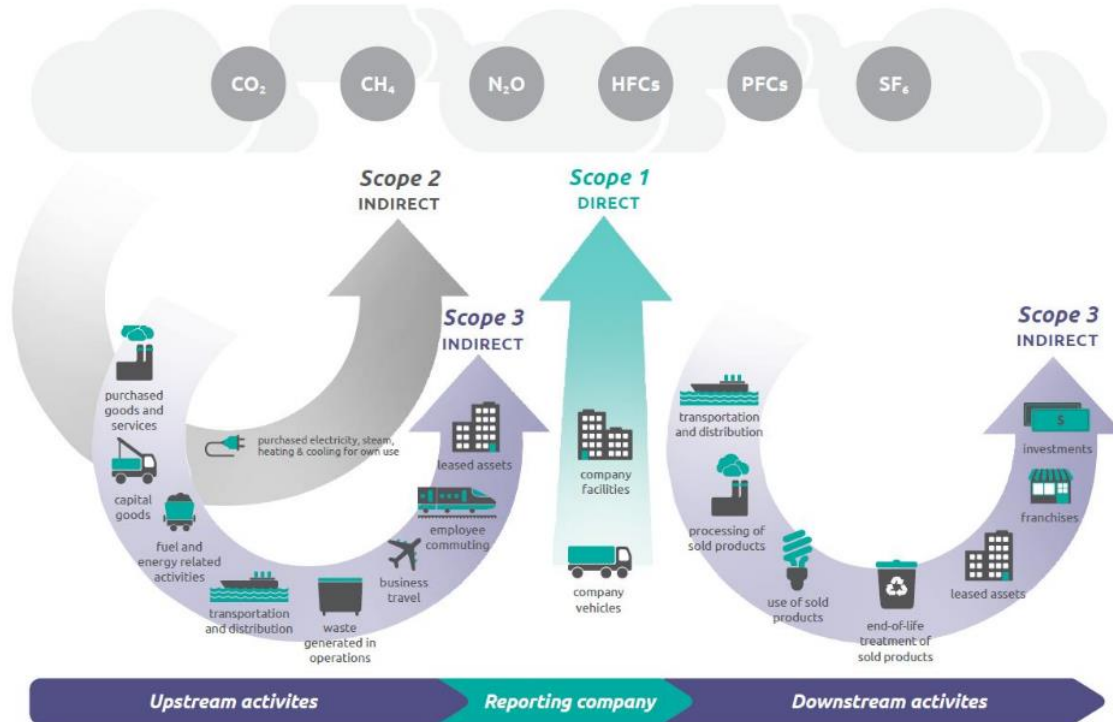 CO₂
CH₄
N₂O
HFCs
PFCs
SF₆
Scope 2
INDIRECT
Scope 1
DIRECT
Scope 3
INDIRECT
Scope 3
INDIRECT
purchased
goods and
services
capital
goods
fuel and
energy related
activities
transportation
and distribution
waste
generated in
operations
business
travel
employee
commuting
leased assets
purchased electricity, steam,
heating & cooling for own use
company
facilities
company
vehicles
transportation
and distribution
processing of
sold products
use of sold
products
end-of-life
treatment of
sold products
leased assets
franchises
$
investments
Upstream activites
Reporting company
Downstream activites